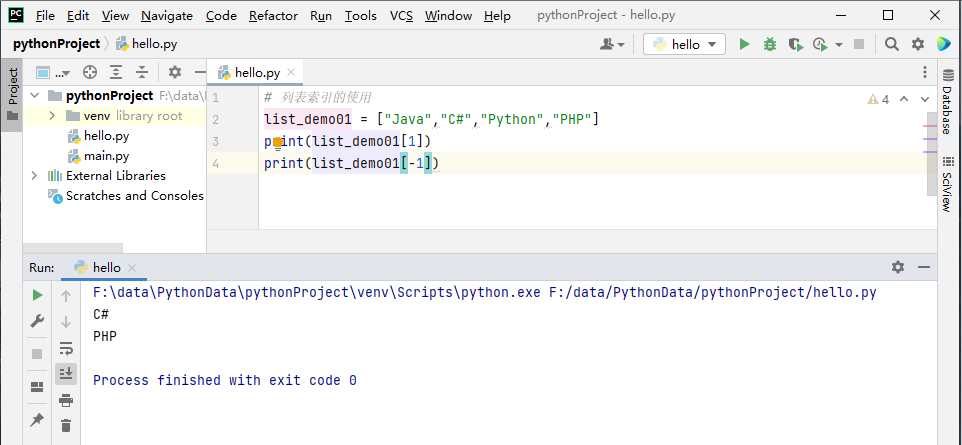 PC File Edit View Navigate Code Refactor Run Tools VCS Window Help pythonProject - hello.py
pythonProject hello.py hello
Project
... hello.py
pythonProject F:\data\
venv library root
hello.py
main.py
External Libraries
Scratches and Consoles
1 # 列表索引的使用
2 list_demo01 = ["Java","C#","Python","PHP"]
3 print(list_demo01[1])
4 print(list_demo01[-1])
4
Database
SciView
Run: hello
F:\data\PythonData\pythonProject\venv\Scripts\python.exe F:/data/PythonData/pythonProject/hello.py
C#
PHP
Process finished with exit code 0